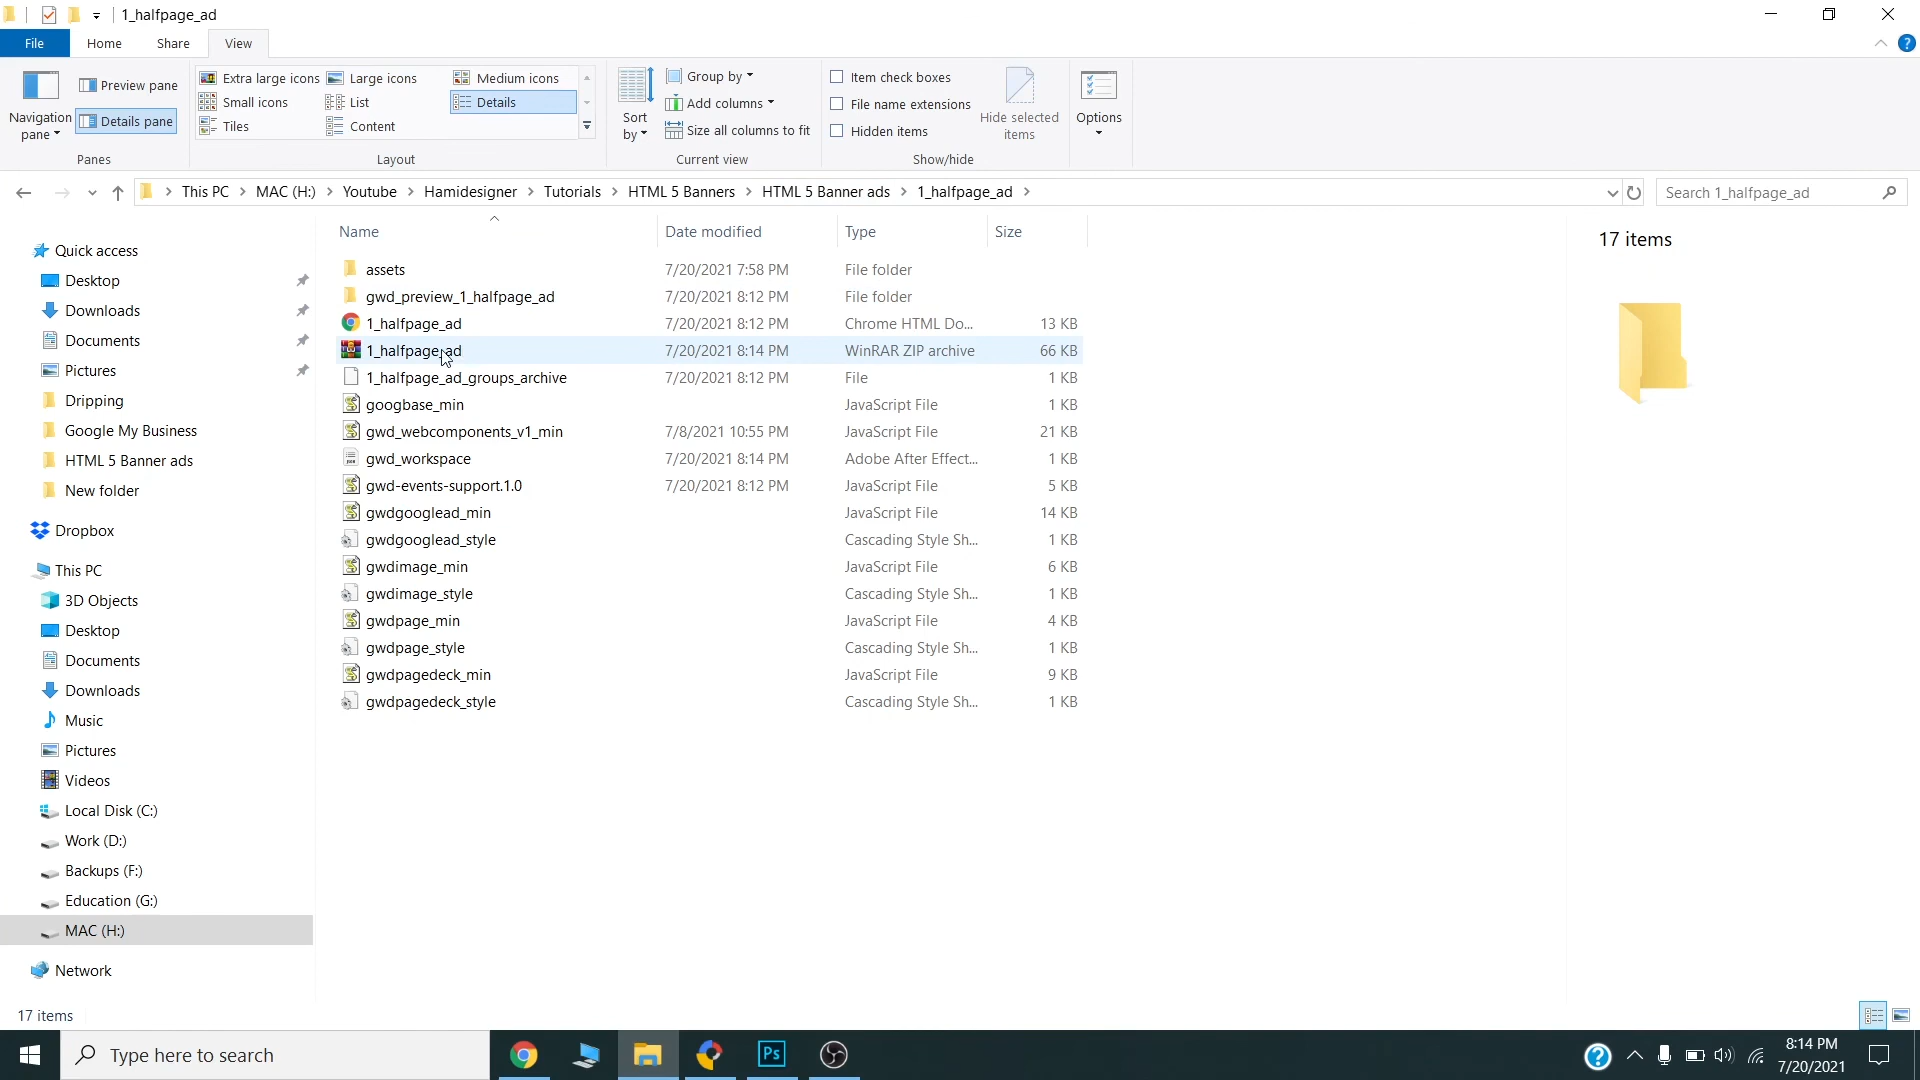 1_halfpage_ad
File
Home
Share
View
Navigation pane
Preview pane
Details pane
Panes
Extra large icons
Large icons
Medium icons
Small icons
List
Details
Tiles
Content
Layout
Sort by
Group by
Add columns
Size all columns to fit
Current view
Item check boxes
File name extensions
Hidden items
Hide selected items
Show/hide
Options
This PC
MAC (H:)
Youtube
Hamidesigner
Tutorials
HTML 5 Banners
HTML 5 Banner ads
1_halfpage_ad
Search 1_halfpage_ad
Quick access
Desktop
Downloads
Documents
Pictures
Dripping
Google My Business
HTML 5 Banner ads
New folder
Dropbox
This PC
3D Objects
Desktop
Documents
Downloads
Music
Pictures
Videos
Local Disk (C:)
Work (D:)
Backups (F:)
Education (G:)
MAC (H:)
Network
Name Date modified Type Size
assets 7/20/2021 7:58 PM File folder
gwd_preview_1_halfpage_ad 7/20/2021 8:12 PM File folder
1_halfpage_ad 7/20/2021 8:12 PM Chrome HTML Do... 13 KB
1_halfpage_ad 7/20/2021 8:14 PM WinRAR ZIP archive 66 KB
1_halfpage_ad_groups_archive 7/20/2021 8:12 PM File 1 KB
googbase_min JavaScript File 1 KB
gwd_webcomponents_v1_min 7/8/2021 10:55 PM JavaScript File 21 KB
gwd_workspace 7/20/2021 8:14 PM Adobe After Effect... 1 KB
gwd-events-support.1.0 7/20/2021 8:12 PM JavaScript File 5 KB
gwdgooglead_min JavaScript File 14 KB
gwdgooglead_style Cascading Style Sh... 1 KB
gwdimage_min JavaScript File 6 KB
gwdimage_style Cascading Style Sh... 1 KB
gwdpage_min JavaScript File 4 KB
gwdpage_style Cascading Style Sh... 1 KB
gwdpagedeck_min JavaScript File 9 KB
gwdpagedeck_style Cascading Style Sh... 1 KB
17 items
17 items
Type here to search
Ps
8:14 PM
7/20/2021